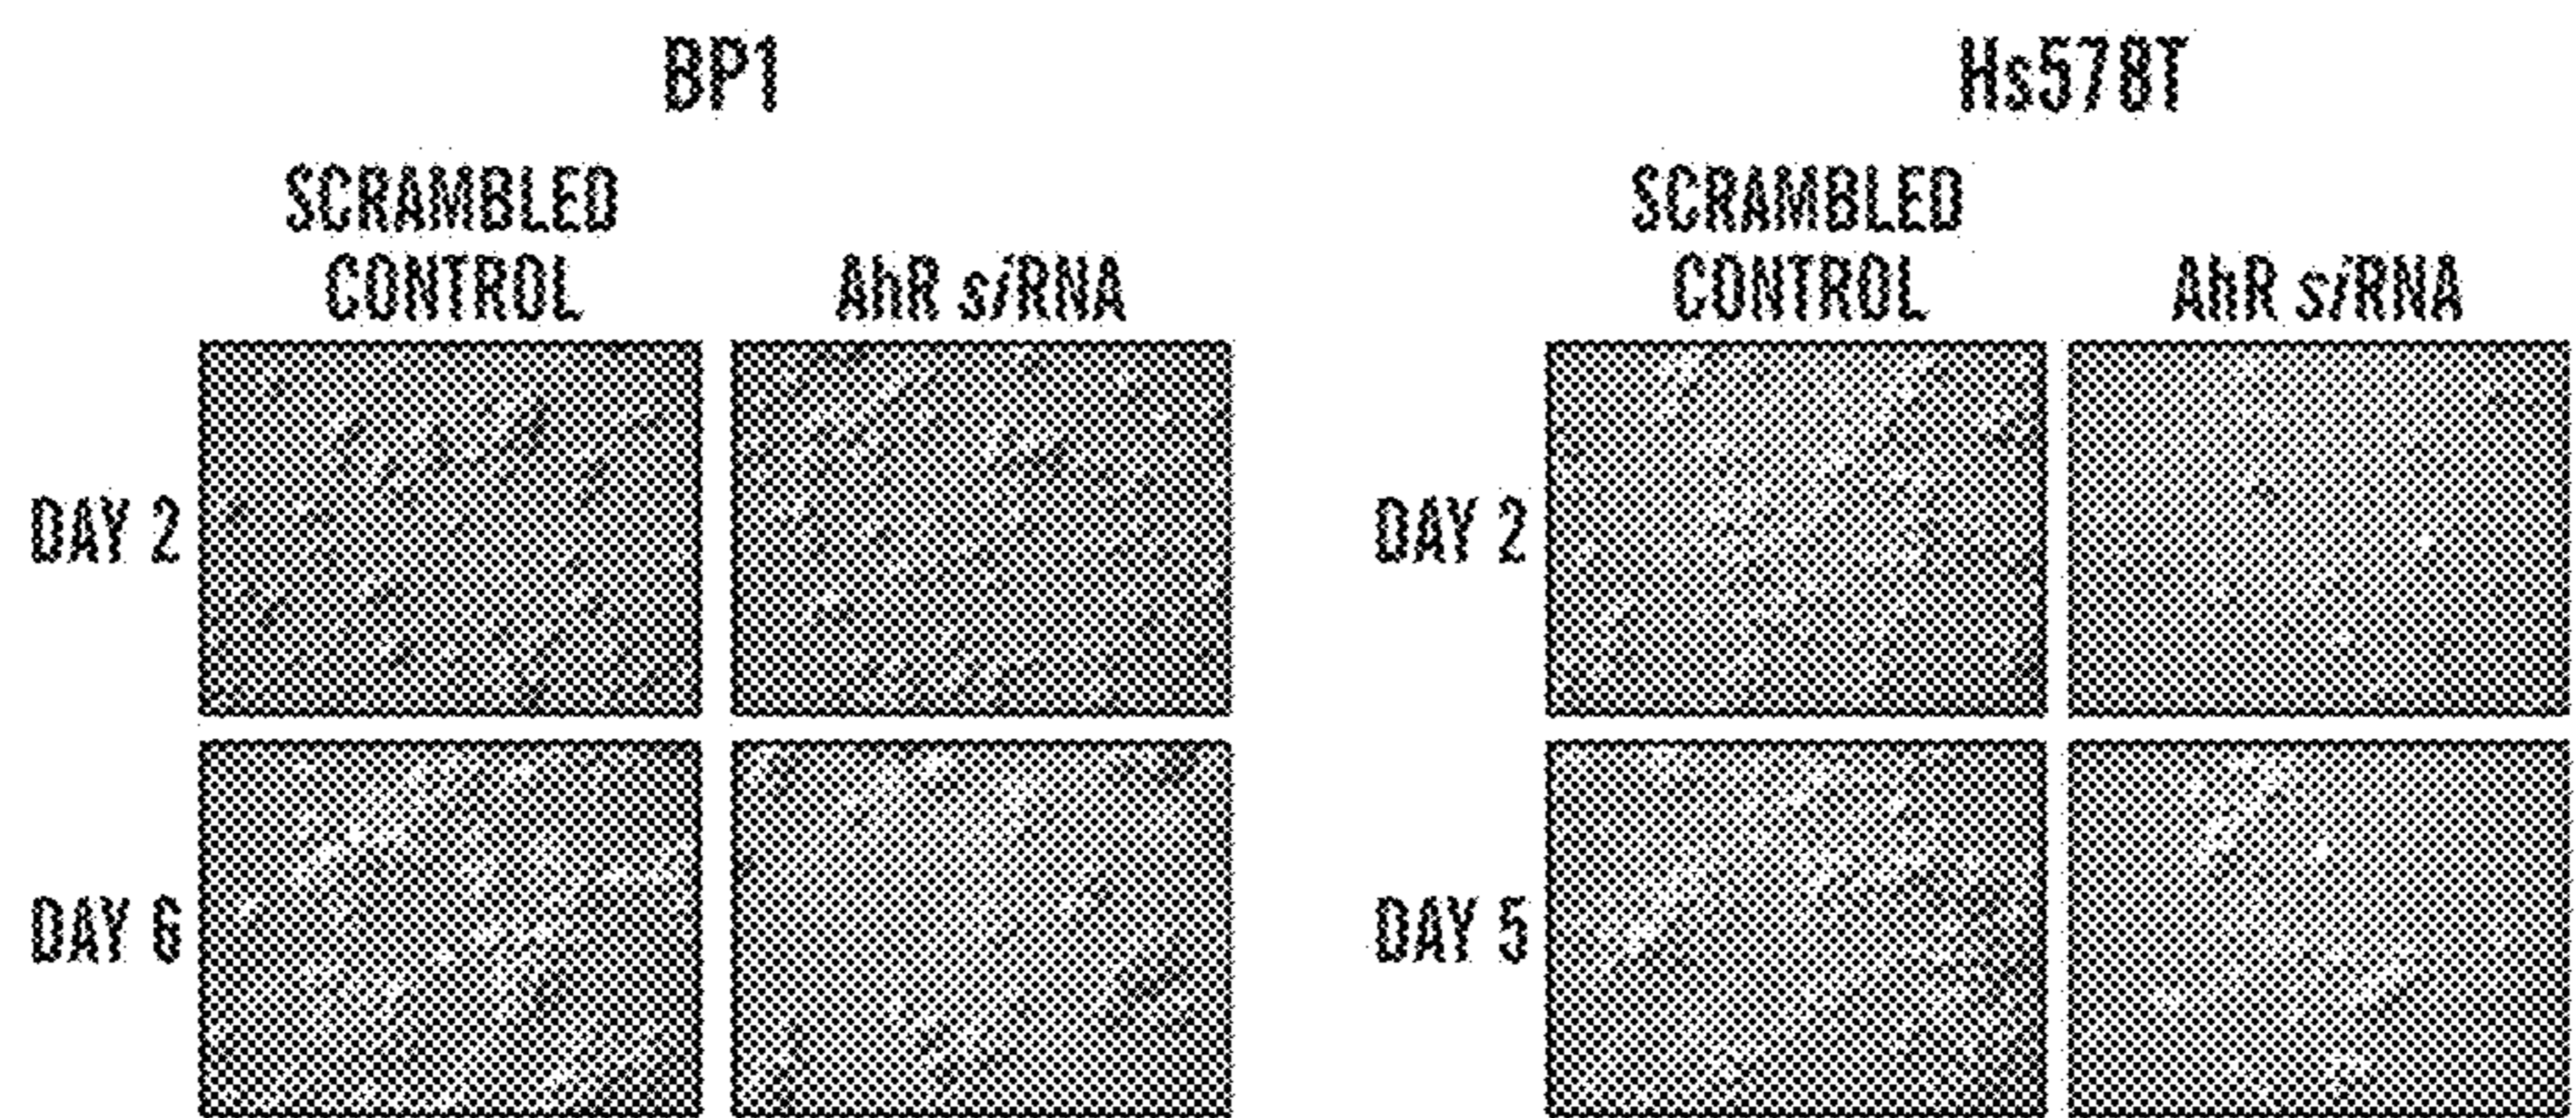 BP1
SCRAMBLED
CONTROL
AhR siRNA
DAY 2
DAY 6
Hs578T
SCRAMBLED
CONTROL
AhR siRNA
DAY 2
DAY 5